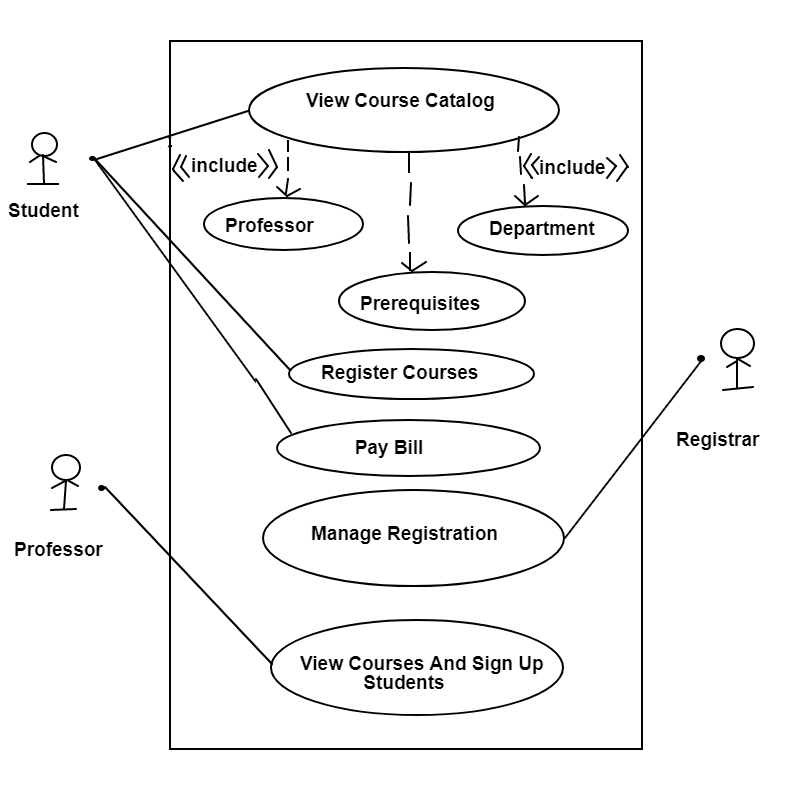 View Course Catalog
<<include>>
<<include>>
Student
Professor
Department
Prerequisites
Register Courses
Registrar
Pay Bill
Manage Registration
Professor
View Courses And Sign Up
Students